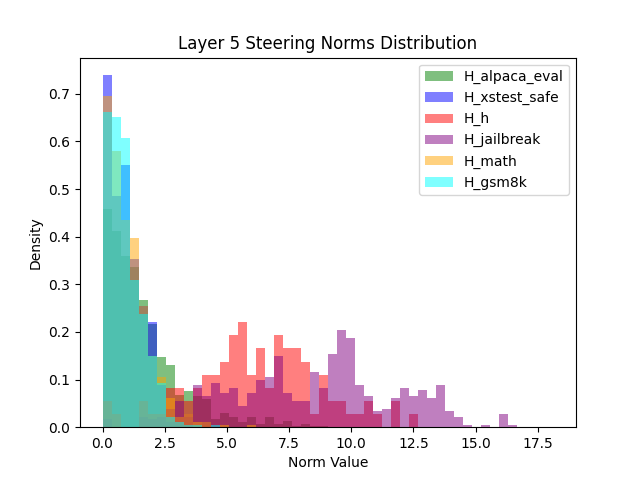 Layer 5 Steering Norms Distribution
H_alpaca_eval
H_xstest_safe
H_h
H_jailbreak
H_math
H_gsm8k
0.7
0.6
0.5
0.4
0.3
0.2
0.1
0.0
Density
0.0 2.5 5.0 7.5 10.0 12.5 15.0 17.5
Norm Value